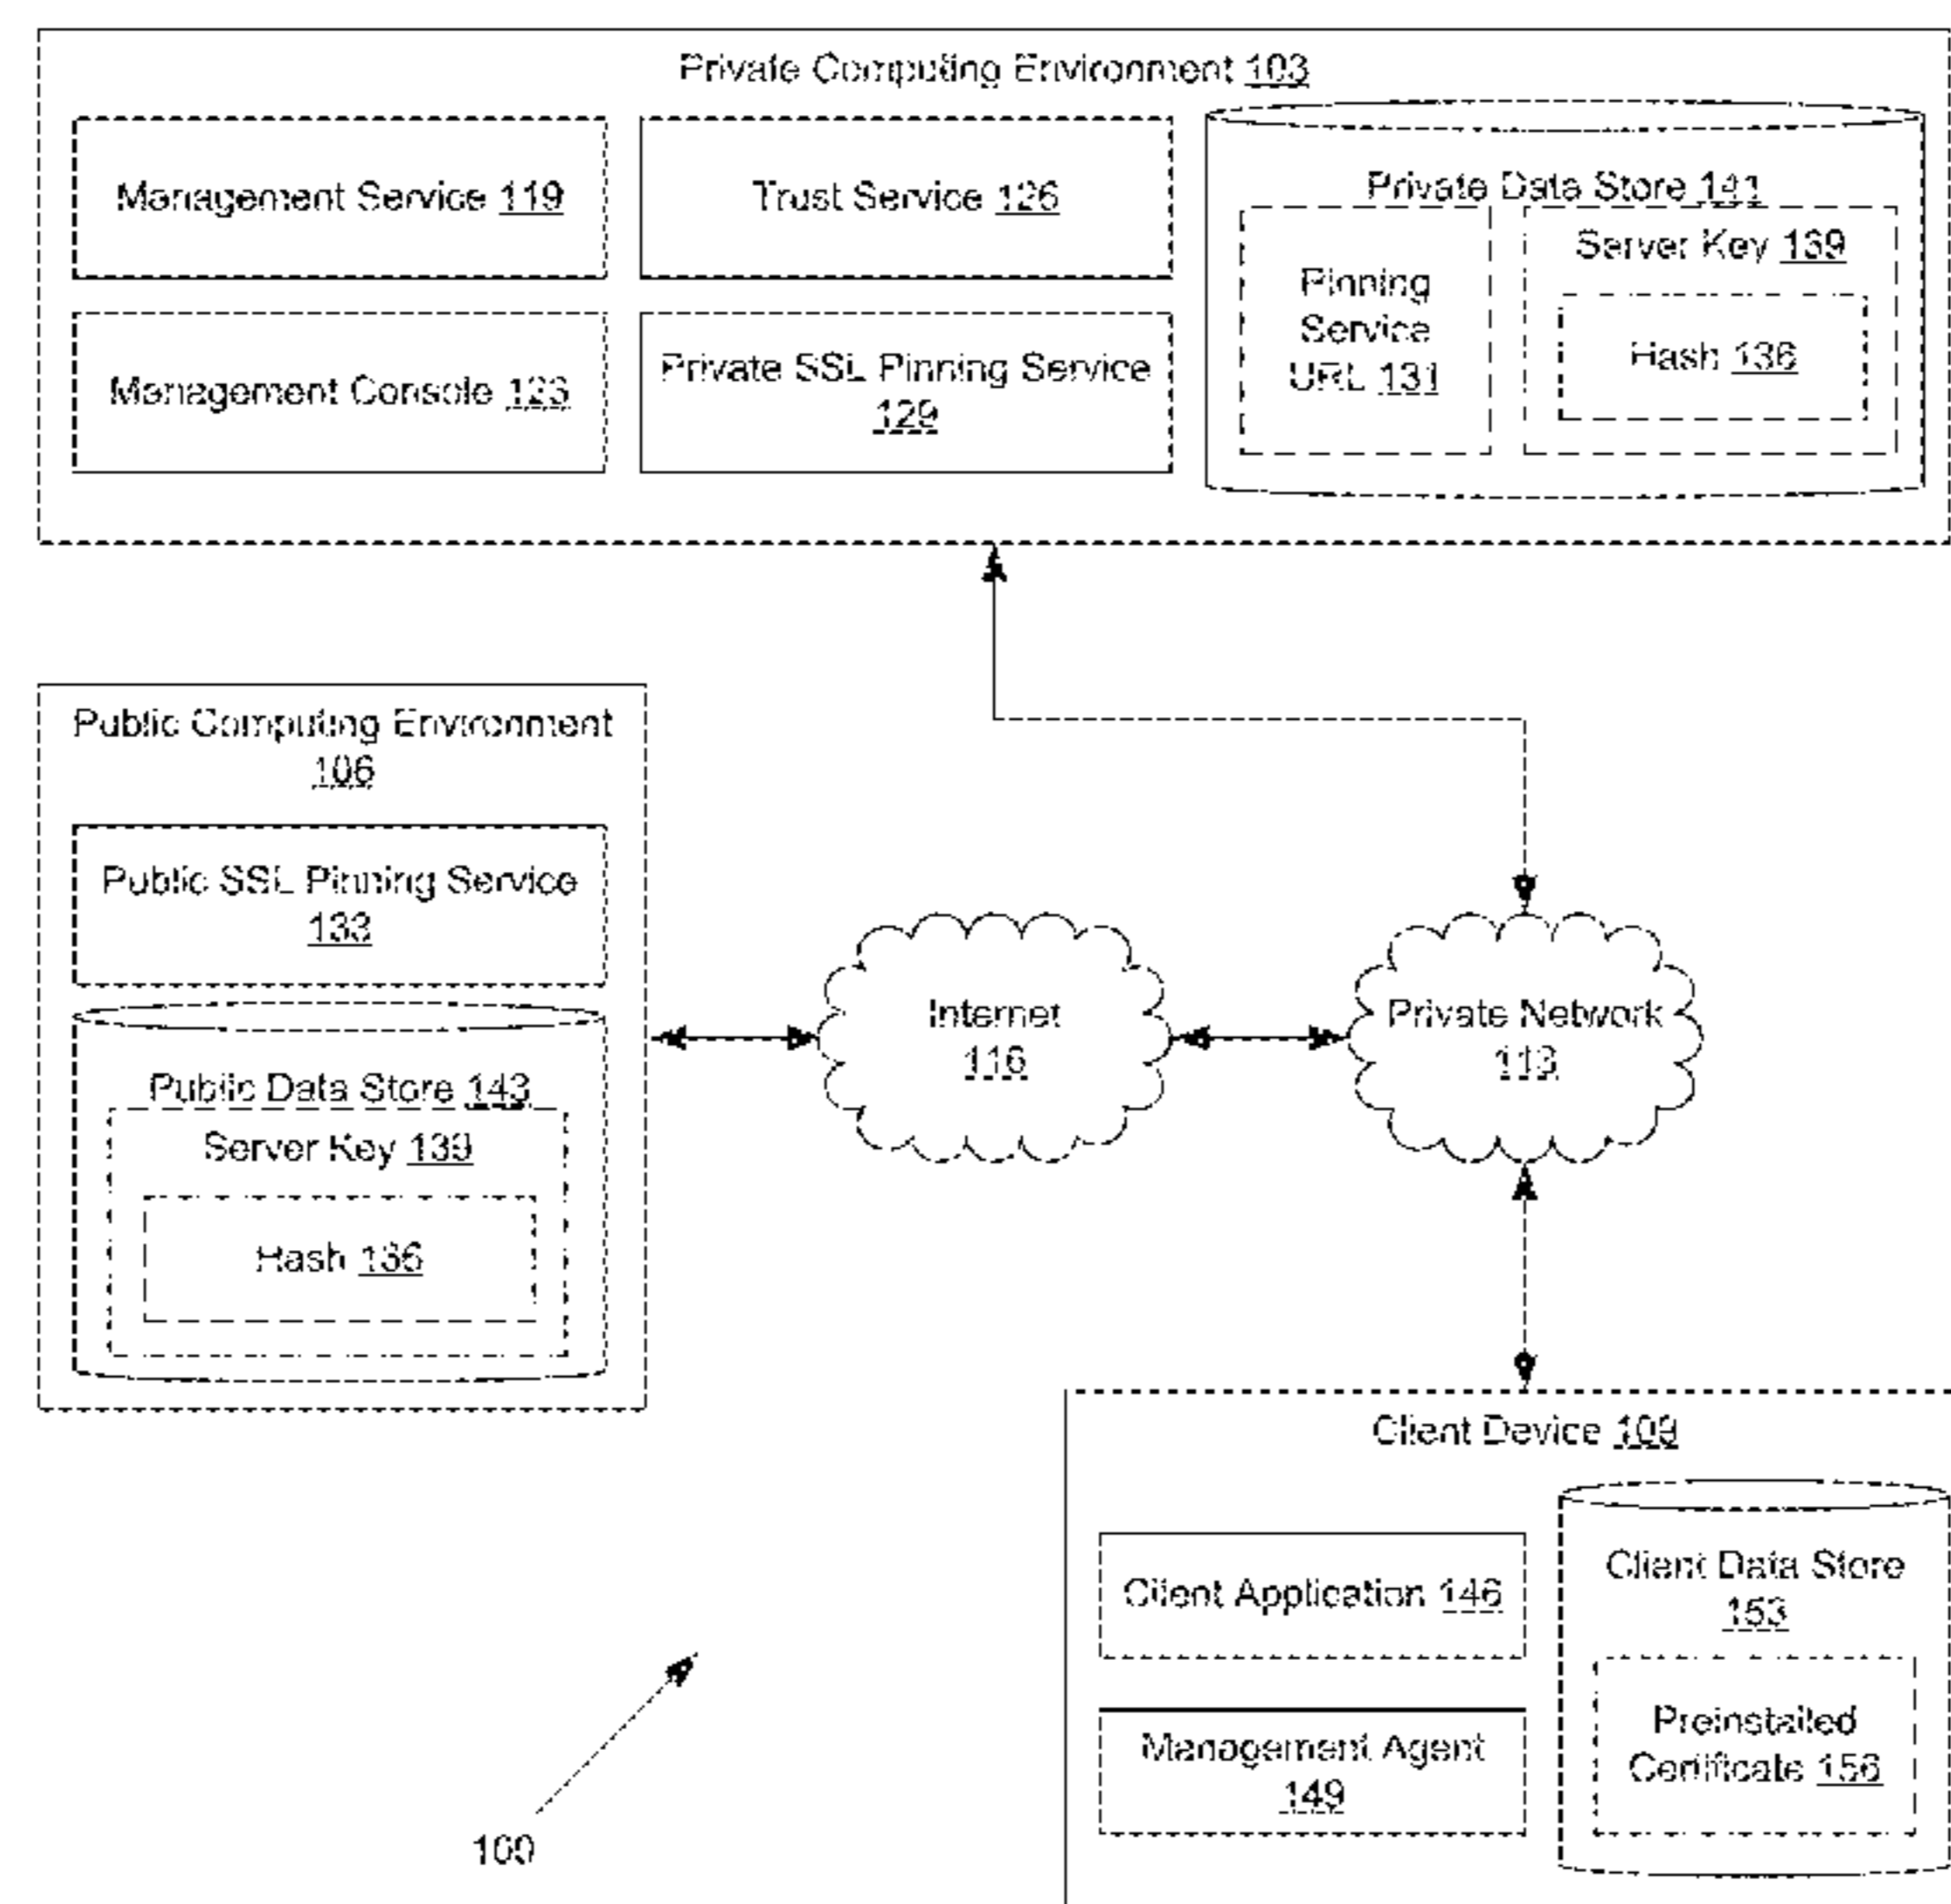 Private Computing Environment 103
Management Service 119
Trust Service 126
Private Data Store 141
Pinning
Service
URL 131
Server Key 139
Hash 136
Management Console 123
Private SSL Pinning Service
129
Public Computing Environment
106
Public SSL Pinning Service
133
Public Data Store 143
Server Key 139
Hash 136
Internet
116
Private Network
113
Client Device 109
Client Application 146
Management Agent
149
Client Data Store
153
Preinstalled
Certificate 156
100